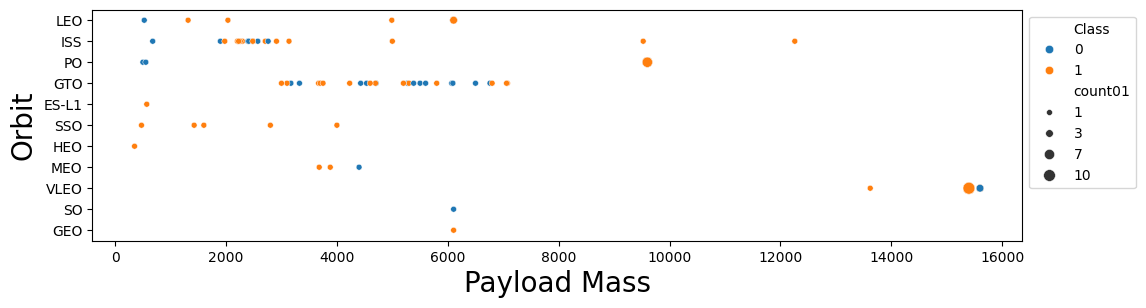 LEO
ISS
PO
GTO
ES-L1
SSO
HEO
MEO
VLEO
SO
GEO
Orbit
0
2000
4000
6000
8000
10000
12000
14000
16000
Payload Mass
Class
0
1
count01
1
3
7
10